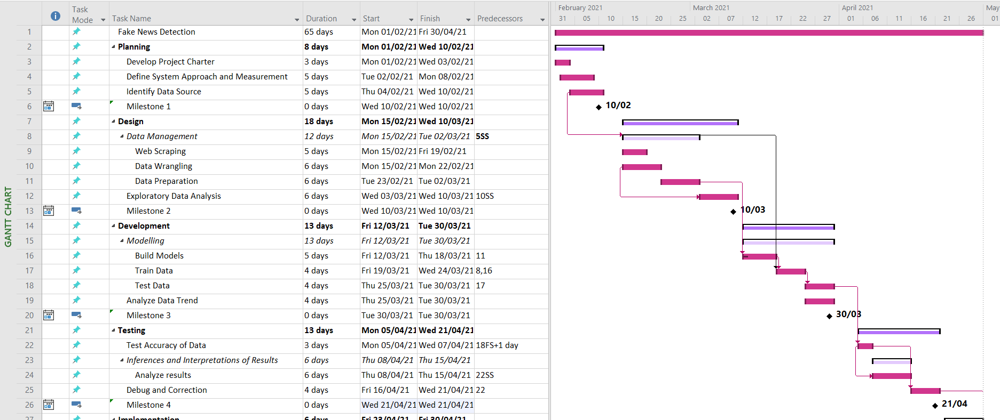 GANTT CHART
Task Mode Task Name Duration Start Finish Predecessors
February 2021 March 2021 April 2021 May
31 05 10 15 20 25 02 07 12 17 22 27 01 06 11 16 21 26 01
1 Fake News Detection 65 days Mon 01/02/21 Fri 30/04/21
2 Planning 8 days Mon 01/02/21 Wed 10/02/21
3 Develop Project Charter 3 days Mon 01/02/21 Wed 03/02/21
4 Define System Approach and Measurement 5 days Tue 02/02/21 Mon 08/02/21
5 Identify Data Source 5 days Thu 04/02/21 Wed 10/02/21
6 Milestone 1 0 days Wed 10/02/21 Wed 10/02/21 10/02
7 Design 18 days Mon 15/02/21 Wed 10/03/21
8 Data Management 12 days Mon 15/02/21 Tue 02/03/21 5SS
9 Web Scraping 5 days Mon 15/02/21 Fri 19/02/21
10 Data Wrangling 6 days Mon 15/02/21 Mon 22/02/21
11 Data Preparation 6 days Tue 23/02/21 Tue 02/03/21
12 Exploratory Data Analysis 6 days Wed 03/03/21 Wed 10/03/21 10SS
13 Milestone 2 0 days Wed 10/03/21 Wed 10/03/21 10/03
14 Development 13 days Fri 12/03/21 Tue 30/03/21
15 Modelling 13 days Fri 12/03/21 Tue 30/03/21
16 Build Models 5 days Fri 12/03/21 Thu 18/03/21 11
17 Train Data 4 days Fri 19/03/21 Wed 24/03/21 8,16
18 Test Data 4 days Thu 25/03/21 Tue 30/03/21 17
19 Analyze Data Trend 4 days Thu 25/03/21 Tue 30/03/21
20 Milestone 3 0 days Tue 30/03/21 Tue 30/03/21 30/03
21 Testing 13 days Mon 05/04/21 Wed 21/04/21
22 Test Accuracy of Data 3 days Mon 05/04/21 Wed 07/04/21 18FS+1 day
23 Inferences and Interpretations of Results 6 days Thu 08/04/21 Thu 15/04/21
24 Analyze results 6 days Thu 08/04/21 Thu 15/04/21 22SS
25 Debug and Correction 4 days Fri 16/04/21 Wed 21/04/21 22
26 Milestone 4 0 days Wed 21/04/21 Wed 21/04/21 21/04
27 Implementation 6 days Fri 23/04/21 Fri 30/04/21